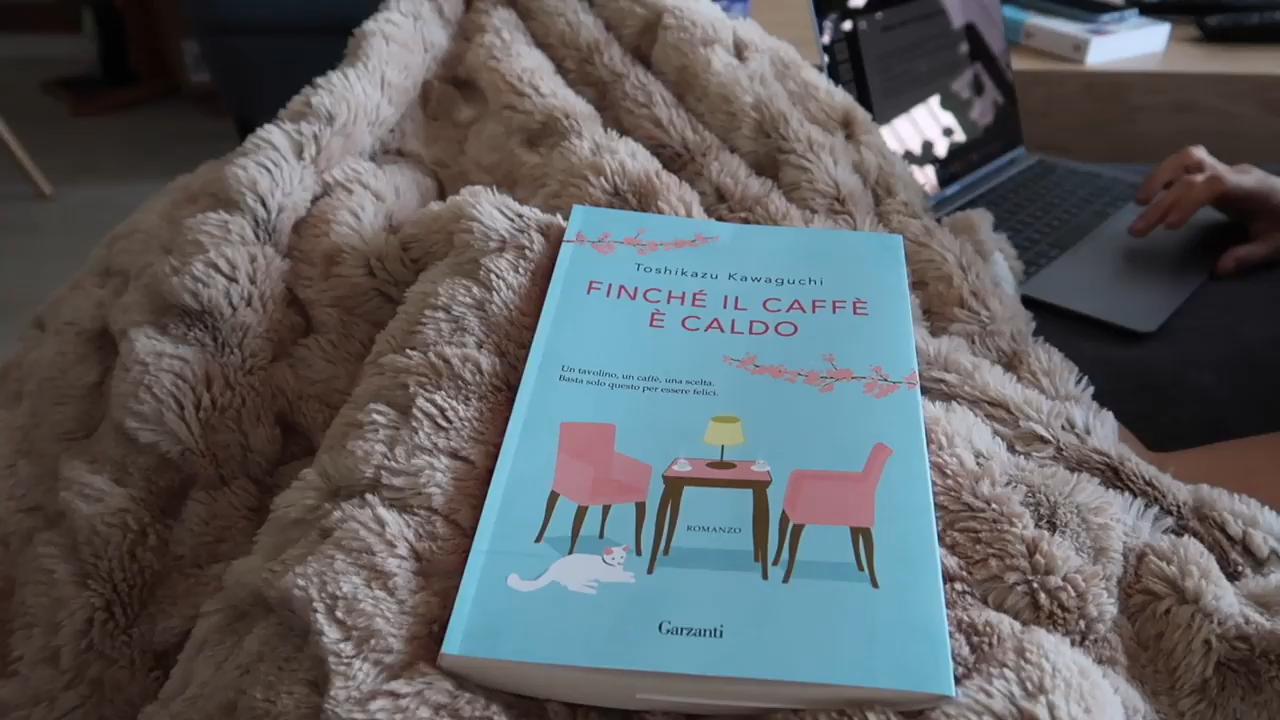 Toshikazu Kawaguchi
FINCHÉ IL CAFFÈ
È CALDO
Un tavolino, un caffè, una scelta.
Basta solo questo per essere felici.
ROMANZO
Garzanti